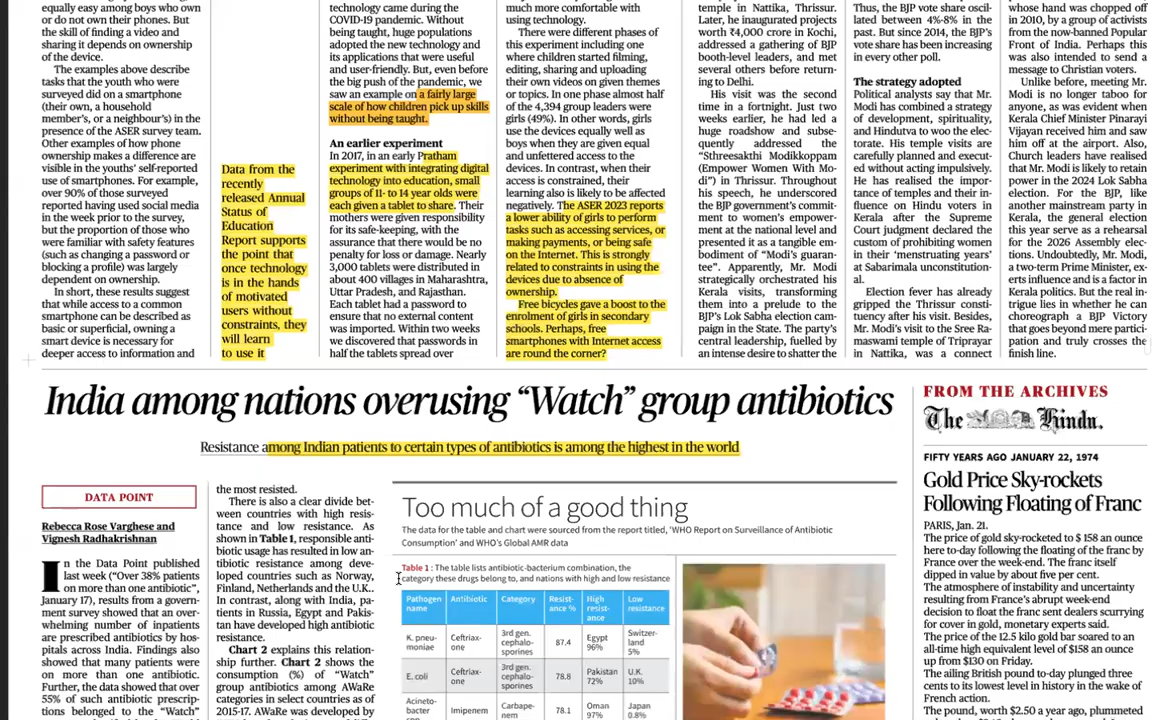 equally easy among boys who own
or do not own their phones. But
the skill of finding a video and
sharing it depends on ownership
of the device.
The examples above describe
tasks that the youth who were
surveyed did on a smartphone
(their own, a household
member's, or a neighbour's) in the
presence of the ASER survey team.
Other examples of how phone
ownership makes a difference are
visible in the youths' self-reported
use of smartphones. For example,
over 90% of those surveyed
reported having used social media
in the week prior to the survey,
but the proportion of those who
were familiar with safety features
(such as changing a password or
blocking a profile) was largely
dependent on ownership.
In short, these results suggest
that while access to a common
smartphone can be described as
basic or superficial, owning a
smart device is necessary for
deeper access to information and
Data from the
recently
released Annual
Status of
Education
Report supports
the point that
once technology
is in the hands
of motivated
users without
constraints, they
will learn
to use it
technology came during the
COVID-19 pandemic. Without
being taught, huge populations
adopted the new technology and
its applications that were useful
and user-friendly. But, even before
the big push of the pandemic, we
saw an example on a fairly large
scale of how children pick up skills
without being taught.
An earlier experiment
In 2017, in an early Pratham
experiment with integrating digital
technology into education, small
groups of 11- to 14 year olds were
each given a tablet to share. Their
mothers were given responsibility
for its safe-keeping, with the
assurance that there would be no
penalty for loss or damage. Nearly
3,000 tablets were distributed in
about 400 villages in Maharashtra,
Uttar Pradesh, and Rajasthan.
Each tablet had a password to
ensure that no external content
was imported. Within two weeks
we discovered that passwords in
half the tablets spread over
much more comfortable with
using technology.
There were different phases of
this experiment including one
where children started filming,
editing, sharing and uploading
their own videos on given themes
or topics. In one phase almost half
of the 4,394 group leaders were
girls (49%). In other words, girls
use the devices equally well as
boys when they are given equal
and unfettered access to the
devices. In contrast, when their
access is constrained, their
learning also is likely to be affected
negatively. The ASER 2023 reports
a lower ability of girls to perform
tasks such as accessing services, or
making payments, or being safe
on the Internet. This is strongly
related to constraints in using the
devices due to absence of
ownership.
Free bicycles gave a boost to the
enrolment of girls in secondary
schools. Perhaps, free
smartphones with Internet access
are round the corner?
temple in Nattika, Thrissur.
Later, he inaugurated projects
worth ₹4,000 crore in Kochi,
addressed a gathering of BJP
booth-level leaders, and met
several others before return-
ing to Delhi.
His visit was the second
time in a fortnight. Just two
weeks earlier, he had led a
huge roadshow and subse-
quently addressed the
"Sthreesakthi Modikkoppam
(Empower Women With Mo-
di") in Thrissur. Throughout
his speech, he underscored
the BJP government's commit-
ment to women's empower-
ment at the national level and
presented it as a tangible em-
bodiment of "Modi's guaran-
tee". Apparently, Mr. Modi
strategically orchestrated his
Kerala visits, transforming
them into a prelude to the
BJP's Lok Sabha election cam-
paign in the State. The party's
central leadership, fuelled by
an intense desire to shatter the
Thus, the BJP vote share oscil-
lated between 4%-8% in the
past. But since 2014, the BJP's
vote share has been increasing
in every other poll.
The strategy adopted
Political analysts say that Mr.
Modi has combined a strategy
of development, spirituality,
and Hindutva to woo the elec-
torate. His temple visits are
carefully planned and execut-
ed without acting impulsively.
He has realised the impor-
tance of temples and their in-
fluence on Hindu voters in
Kerala after the Supreme
Court judgment declared the
custom of prohibiting women
in their 'menstruating years'
at Sabarimala unconstitution-
al.
Election fever has already
gripped the Thrissur consti-
tuency after his visit. Besides,
Mr. Modi's visit to the Sree Ra-
maswami temple of Triprayar
in Nattika, was a connect
whose hand was chopped off
in 2010, by a group of activists
from the now-banned Popular
Front of India. Perhaps this
was also intended to send a
message to Christian voters.
Unlike before, meeting Mr.
Modi is no longer taboo for
anyone, as was evident when
Kerala Chief Minister Pinarayi
Vijayan received him and saw
him off at the airport. Also,
Church leaders have realised
that Mr. Modi is likely to retain
power in the 2024 Lok Sabha
election. For the BJP, like
another mainstream party in
Kerala, the general election
this year serve as a rehearsal
for the 2026 Assembly elec-
tions. Undoubtedly, Mr. Modi,
a two-term Prime Minister, ex-
erts influence and is a factor in
Kerala politics. But the real in-
trigue lies in whether he can
choreograph a BJP Victory
that goes beyond mere partici-
pation and truly crosses the
finish line.
India among nations overusing "Watch" group antibiotics
Resistance among Indian patients to certain types of antibiotics is among the highest in the world
DATA POINT
Rebecca Rose Varghese and
Vignesh Radhakrishnan
In the Data Point published
last week ("Over 38% patients
on more than one antibiotic",
January 17), results from a govern-
ment survey showed that an over-
whelming number of inpatients
are prescribed antibiotics by hos-
pitals across India. Findings also
showed that many patients were
on more than one antibiotic.
Further, the data showed that over
55% of such antibiotic prescrip-
tions belonged to the "Watch"
the most resisted.
There is also a clear divide bet-
ween countries with high resis-
tance and low resistance. As
shown in Table 1, responsible anti-
biotic usage has resulted in low an-
tibiotic resistance among deve-
loped countries such as Norway,
Finland, Netherlands and the U.K..
In contrast, along with India, pa-
tients in Russia, Egypt and Pakis-
tan have developed high antibiotic
resistance.
Chart 2 explains this relation-
ship further. Chart 2 shows the
consumption (%) of "Watch"
group antibiotics among AWaRe
categories in select countries as of
2015-17. AWaRe was developed by
Too much of a good thing
The data for the table and chart were sourced from the report titled, 'WHO Report on Surveillance of Antibiotic
Consumption' and WHO's Global AMR data
Table 1 : The table lists antibiotic-bacterium combination, the
category these drugs belong to, and nations with high and low resistance
Pathogen name Antibiotic Category Resist-ance % High resist-ance Low resistance
K. pneu-moniae Ceftriax-one 3rd gen. cephalo-sporines 87.4 Egypt 96% Switzer-land 5%
E. coli Ceftriax-one 3rd gen. cephalo-sporines 78.8 Pakistan 72% U.K. 10%
Acineto-bacter Imipenem Carbape-nem 78.1 Oman 97% Japan 0.8%
FROM THE ARCHIVES
The Hindu.
FIFTY YEARS AGO JANUARY 22, 1974
Gold Price Sky-rockets
Following Floating of Franc
PARIS, Jan. 21.
The price of gold sky-rocketed to $ 158 an ounce
here to-day following the floating of the franc by
France over the week-end. The franc itself
dipped in value by about five per cent.
The atmosphere of instability and uncertainty
resulting from France's abrupt week-end
decision to float the franc sent dealers scurrying
for cover in gold, monetary experts said.
The price of the 12.5 kilo gold bar soared to an
all-time high equivalent level of $158 an ounce
up from $130 on Friday.
The ailing British pound to-day plunged three
cents to its lowest level in history in the wake of
French action.
The pound, worth $2.50 a year ago, plummeted